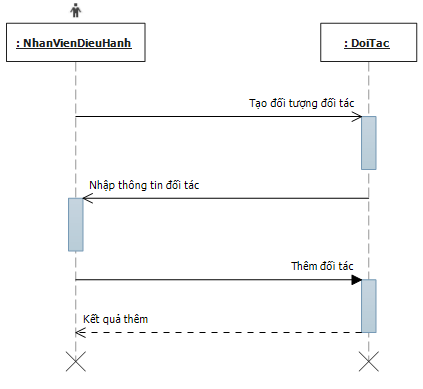 : NhanVienDieuHanh
: DoiTac
Tạo đối tượng đối tác
Nhập thông tin đối tác
Thêm đối tác
Kết quả thêm